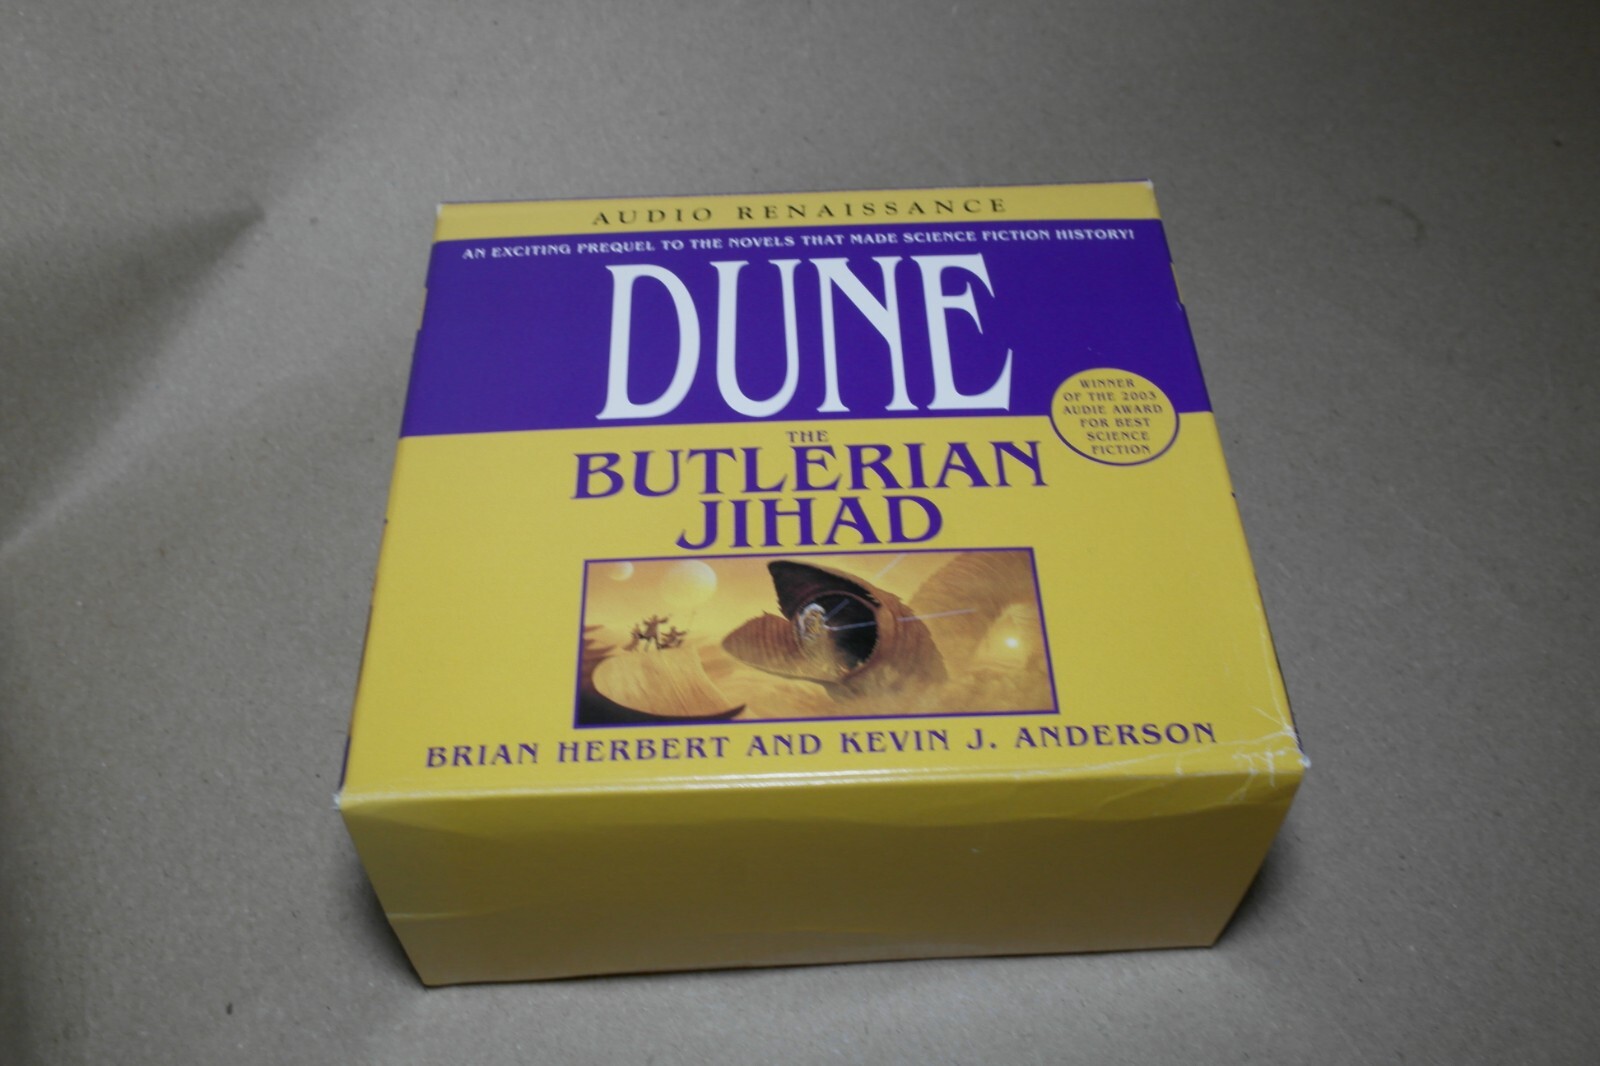 AUDIO RENAISSANCE
AN EXCITING PREQUEL TO THE NOVELS THAT MADE SCIENCE FICTION HISTORY!
DUNE
WINNER
OF THE 2003
AUDIE AWARD
FOR BEST
SCIENCE
FICTION
THE
BUTLERIAN
JIHAD
BRIAN HERBERT AND KEVIN J. ANDERSON